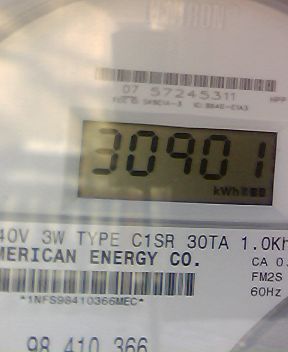 CENTRON
07 57245311
30901
kWh
40V 3W TYPE C1SR 30TA 1.0Kh
MERICAN ENERGY CO.
CA 0.
FM2S
60Hz
*1NFS98410366MEC*
98 410 366